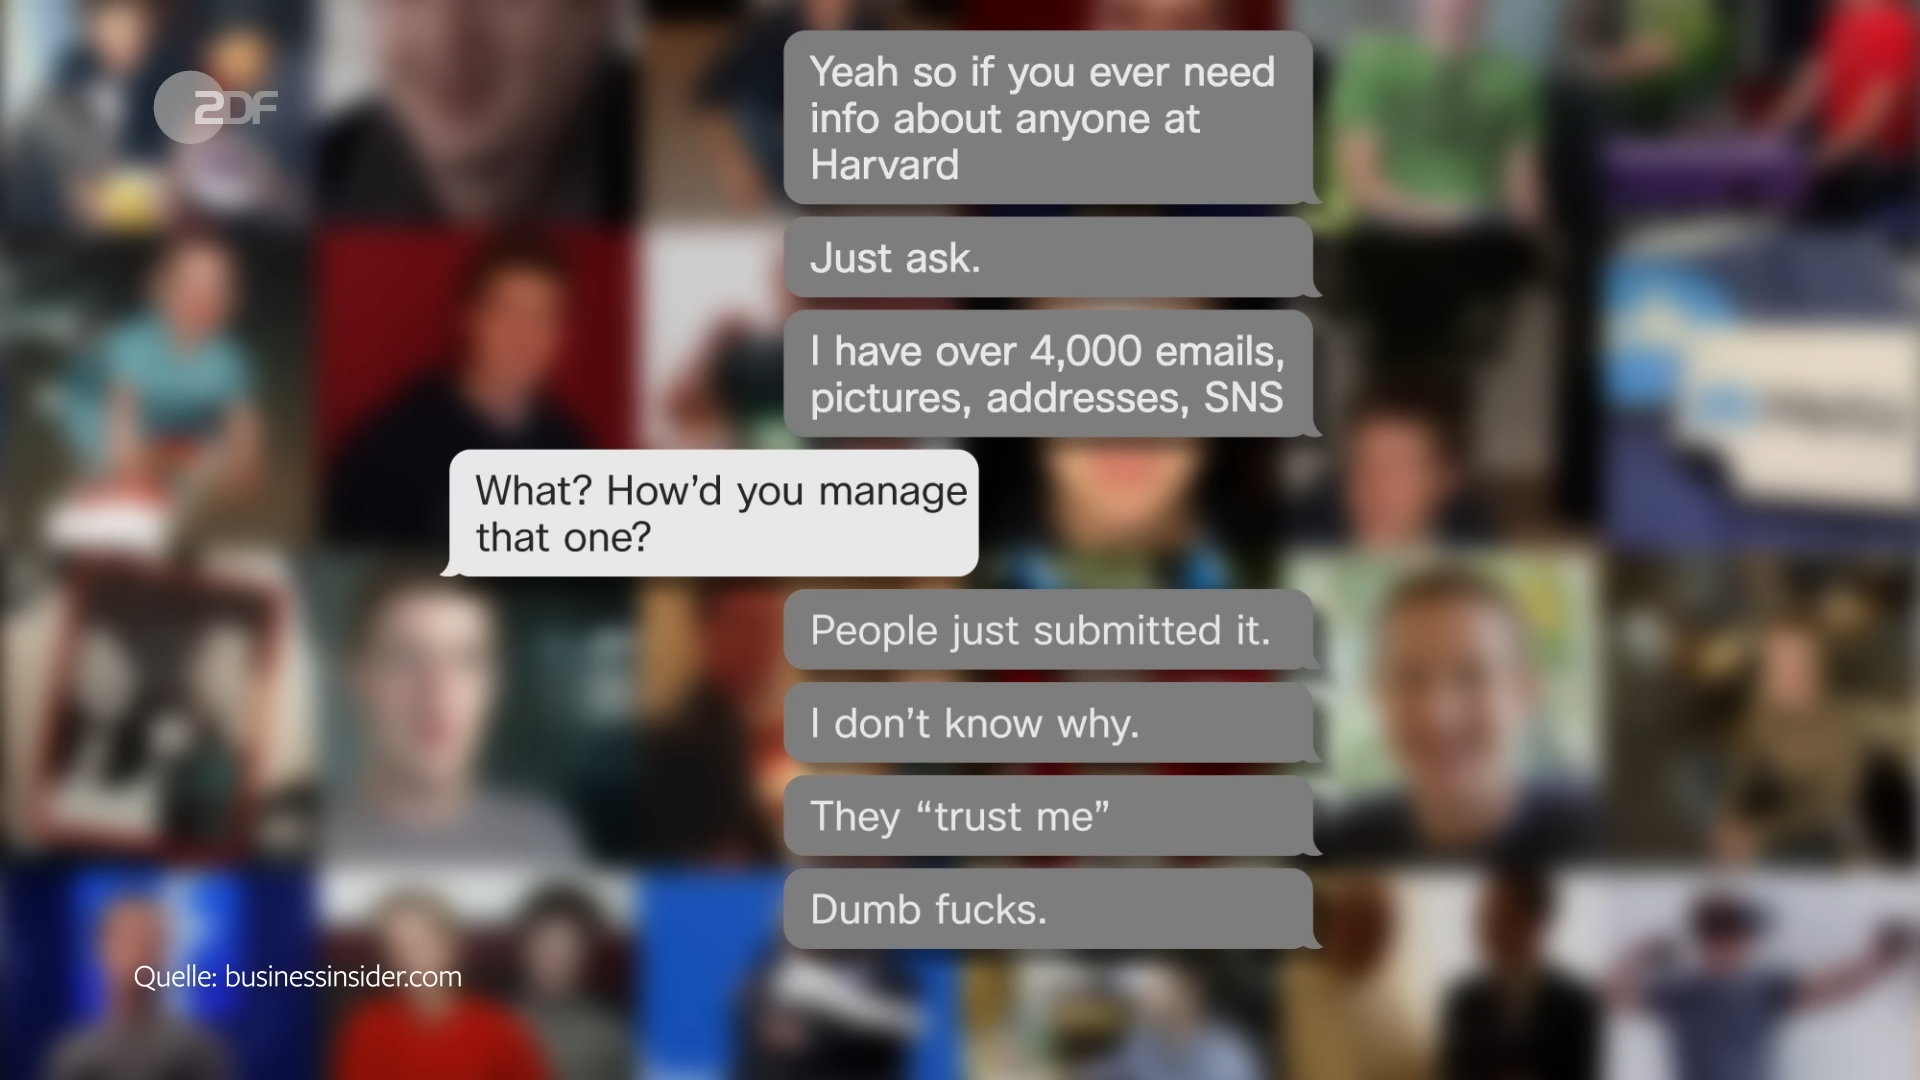 ZDF
Yeah so if you ever need
info about anyone at
Harvard
Just ask.
I have over 4,000 emails,
pictures, addresses, SNS
What? How’d you manage
that one?
People just submitted it.
I don’t know why.
They “trust me”
Dumb fucks.
Quelle: businessinsider.com